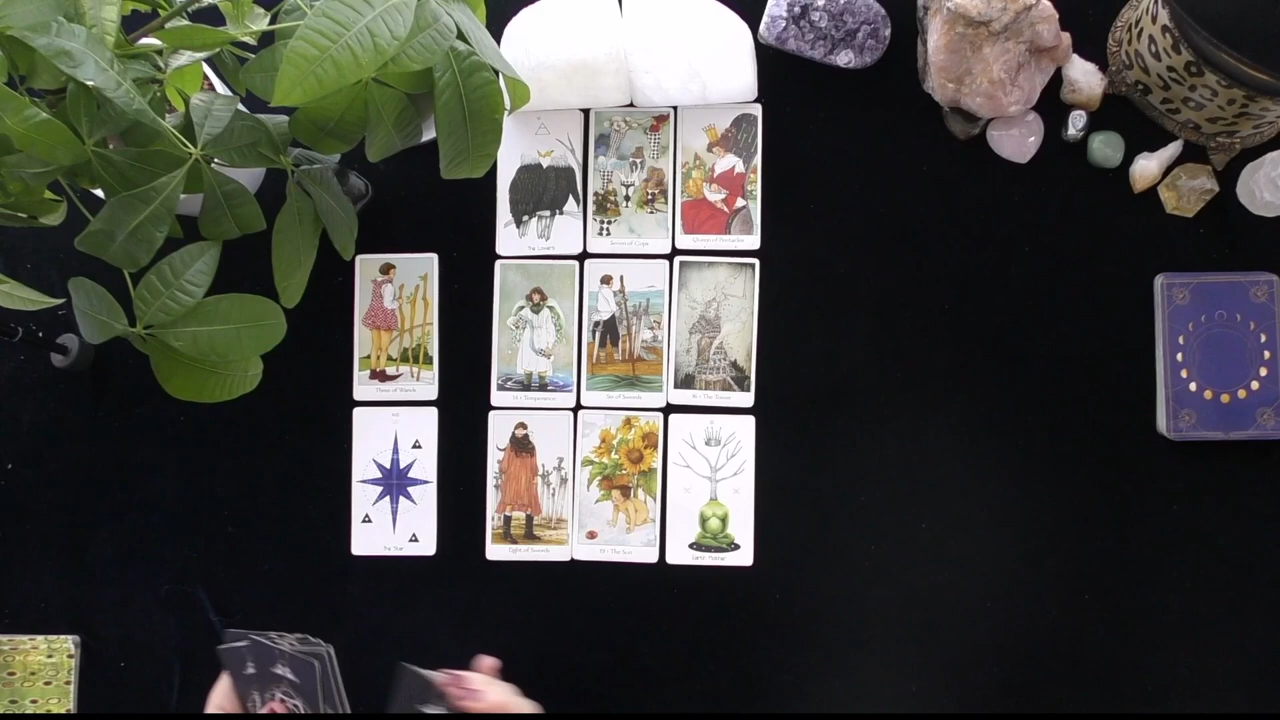 The Lovers
Seven of Cups
Queen of Pentacles
Three of Wands
14 : Temperance
Six of Swords
16 : The Tower
The Star
Eight of Swords
19 : The Sun
Earth Mother